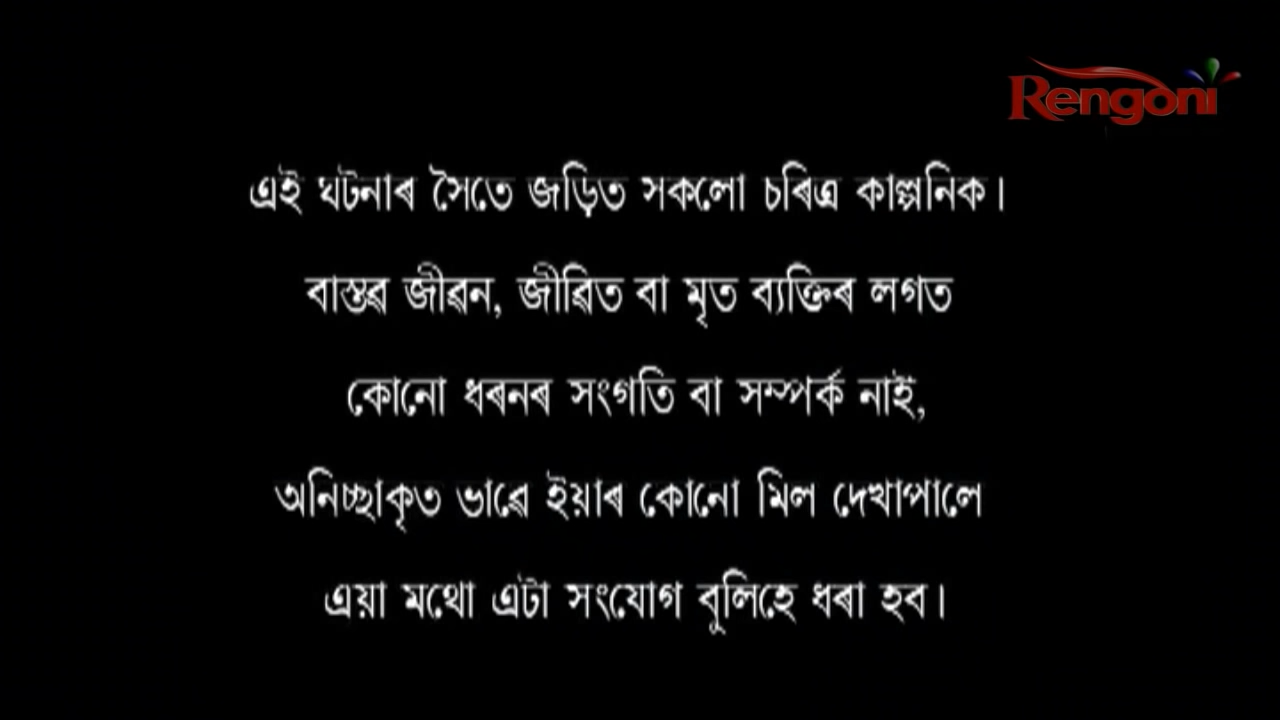 Rengoni
এই ঘটনাৰ সৈতে জড়িত সকলো চৰিত্ৰ কাল্পনিক।
বাস্তৱ জীৱন, জীৱিত বা মৃত ব্যক্তিৰ লগত
কোনো ধৰনৰ সংগতি বা সম্পৰ্ক নাই,
অনিচ্ছাকৃত ভাৱে ইয়াৰ কোনো মিল দেখাপালে
এয়া মথো এটা সংযোগ বুলিহে ধৰা হব।